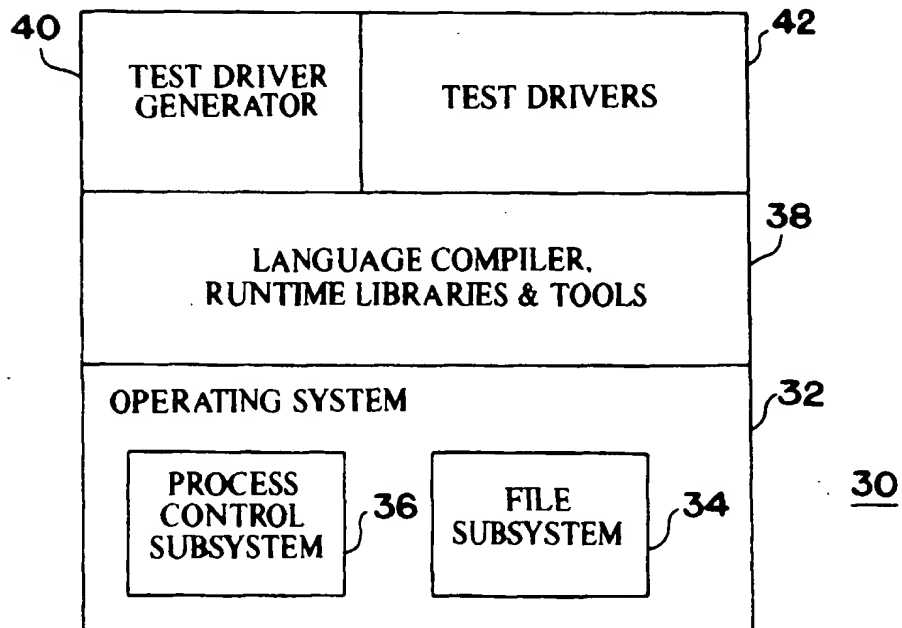 40
42
TEST DRIVER
GENERATOR
TEST DRIVERS
38
LANGUAGE COMPILER,
RUNTIME LIBRARIES & TOOLS
OPERATING SYSTEM
32
PROCESS
CONTROL
SUBSYSTEM
36
FILE
SUBSYSTEM
34
30